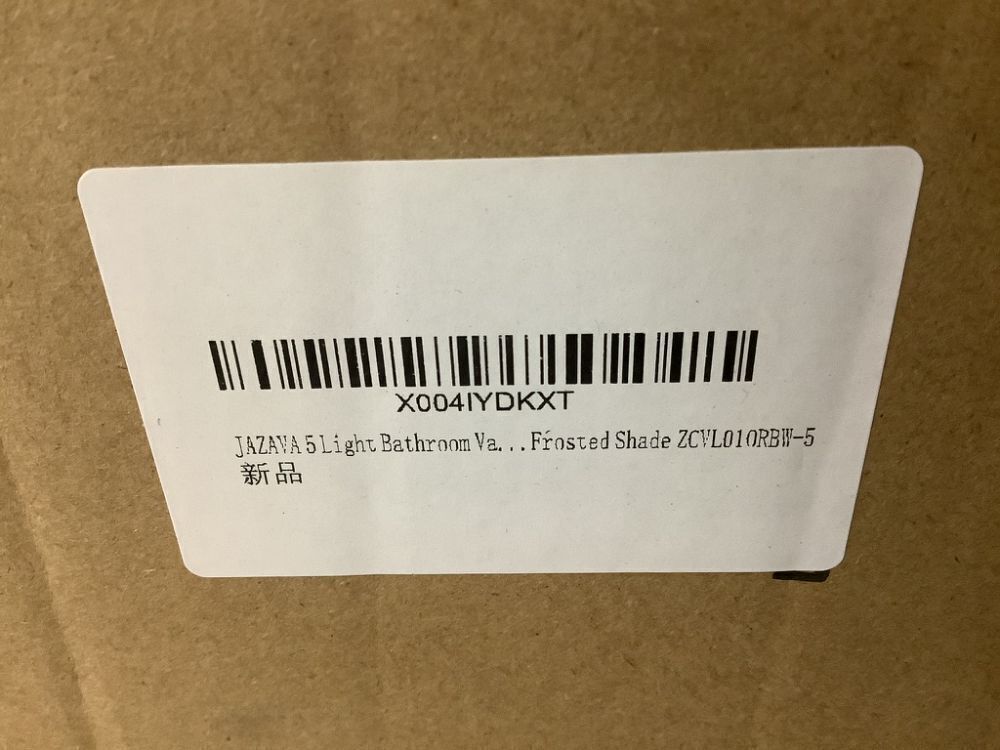 X004IYDKXT
JAZAVA 5 Light Bathroom Va...Frosted Shade ZCVL010RBW-5
新品